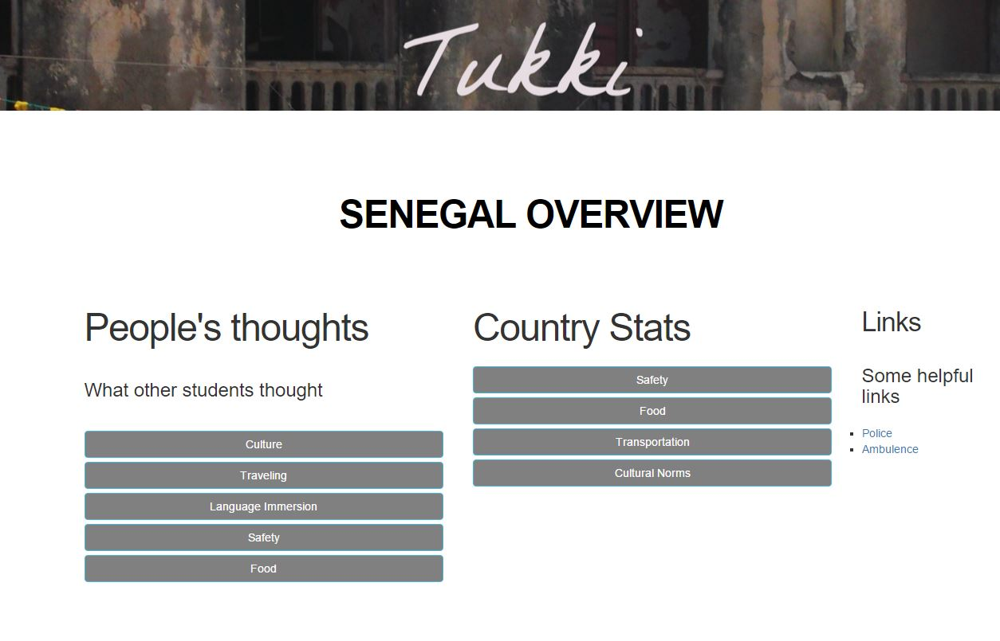 Tukki
SENEGAL OVERVIEW
People's thoughts
What other students thought
Culture
Traveling
Language Immersion
Safety
Food
Country Stats
Safety
Food
Transportation
Cultural Norms
Links
Some helpful
links
Police
Ambulence